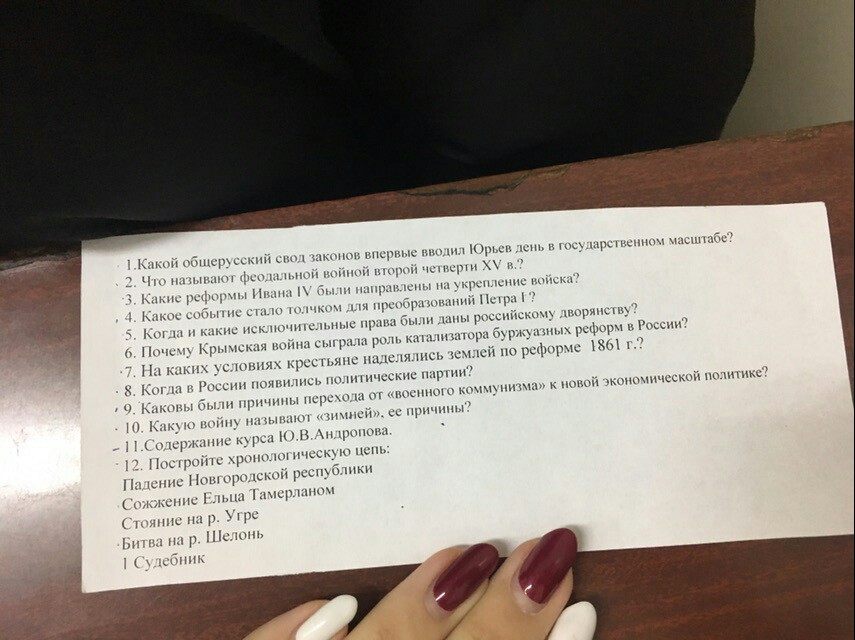 1.Какой общерусский свод законов впервые вводил Юрьев день в государственном масштабе?
2. Что называют феодальной войной второй четверти XV в.?
3. Какие реформы Ивана IV были направлены на укрепление войска?
4. Какое событие стало толчком для преобразований Петра I ?
5. Когда и какие исключительные права были даны российскому дворянству?
6. Почему Крымская война сыграла роль катализатора буржуазных реформ в России?
7. На каких условиях крестьяне наделялись землей по реформе 1861 г.?
8. Когда в России появились политические партии?
9. Каковы были причины перехода от «военного коммунизма» к новой экономической политике?
10. Какую войну называют «зимней», ее причины?
11.Содержание курса Ю.В.Андропова.
12. Постройте хронологическую цепь:
Падение Новгородской республики
Сожжение Ельца Тамерланом
Стояние на р. Угре
Битва на р. Шелонь
1 Судебник